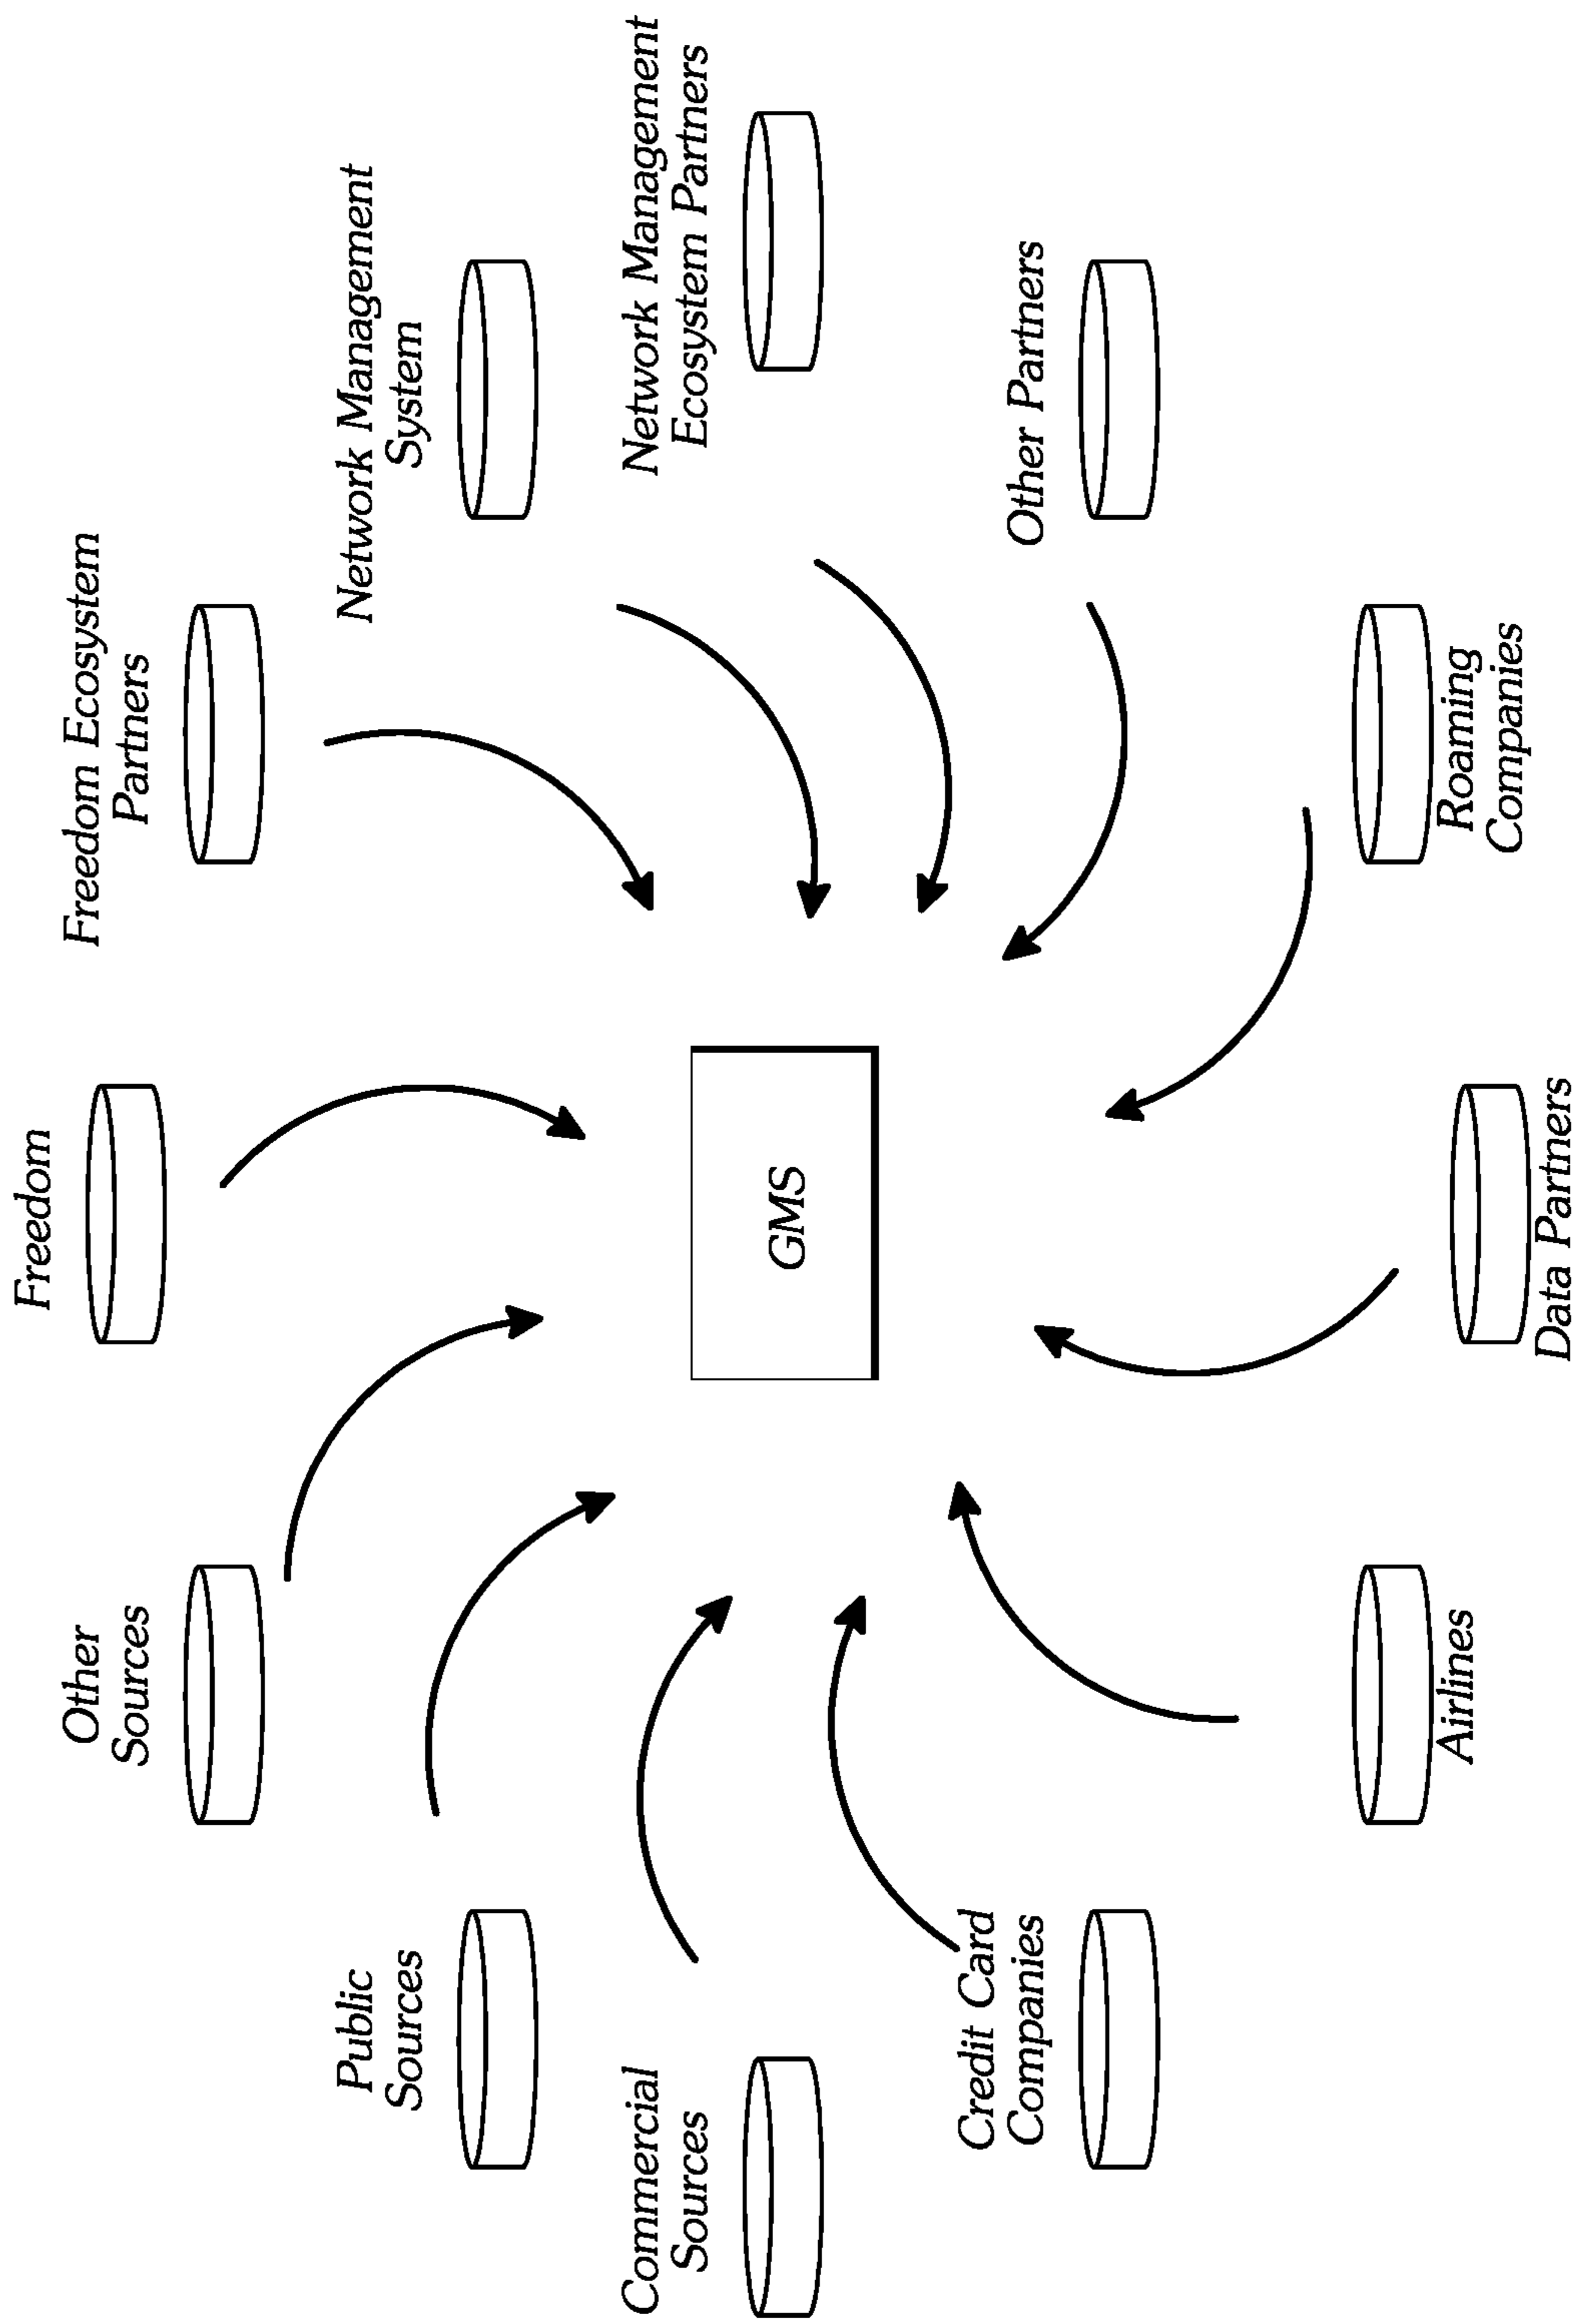 Freedom
Freedom Ecosystem
Partners
Network Management
System
Network Management
Ecosystem Partners
Other Partners
Roaming
Companies
Data Partners
Airlines
Credit Card
Companies
Commercial
Sources
Public
Sources
Other
Sources
GMS